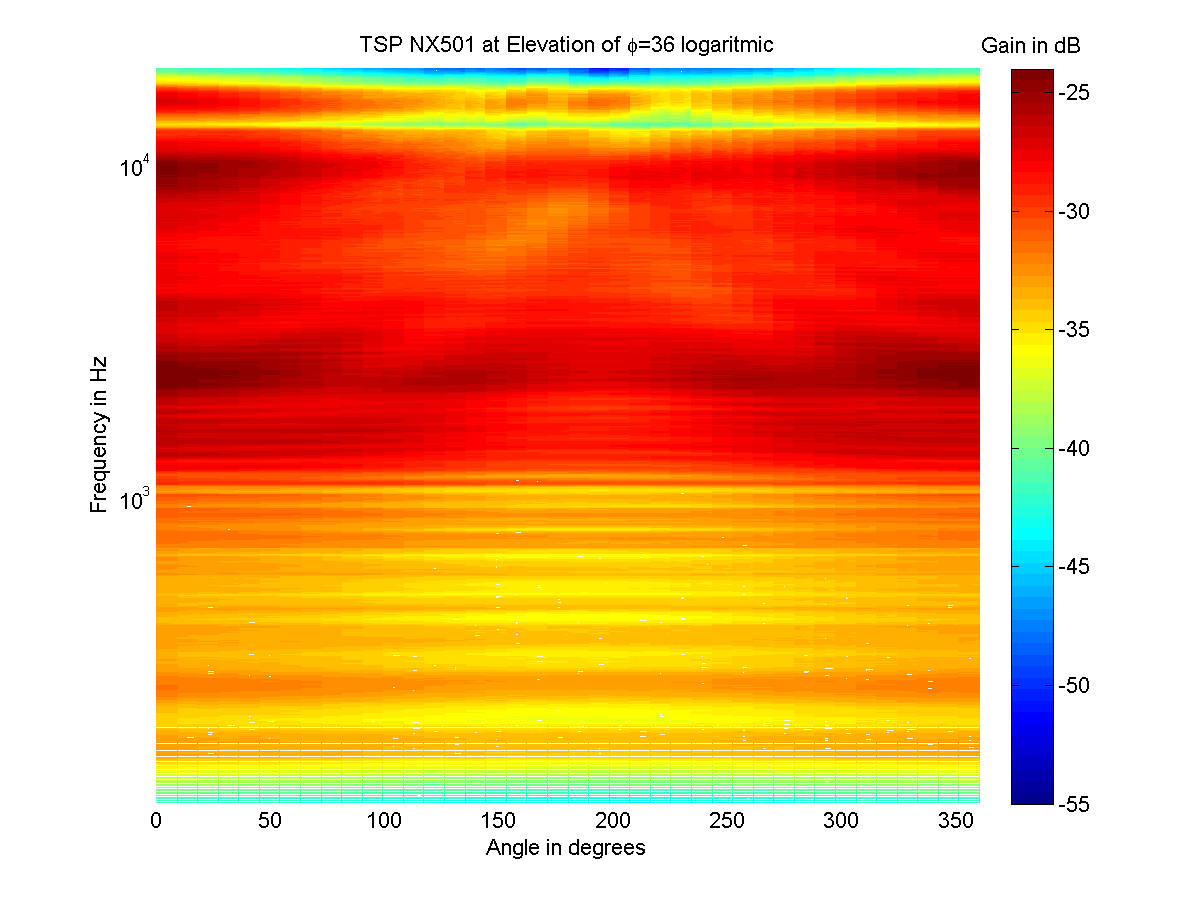 TSP NX501 at Elevation of ϕ=36 logaritmic
Gain in dB
-25
-30
-35
-40
-45
-50
-55
10^4
10^3
Frequency in Hz
0 50 100 150 200 250 300 350
Angle in degrees